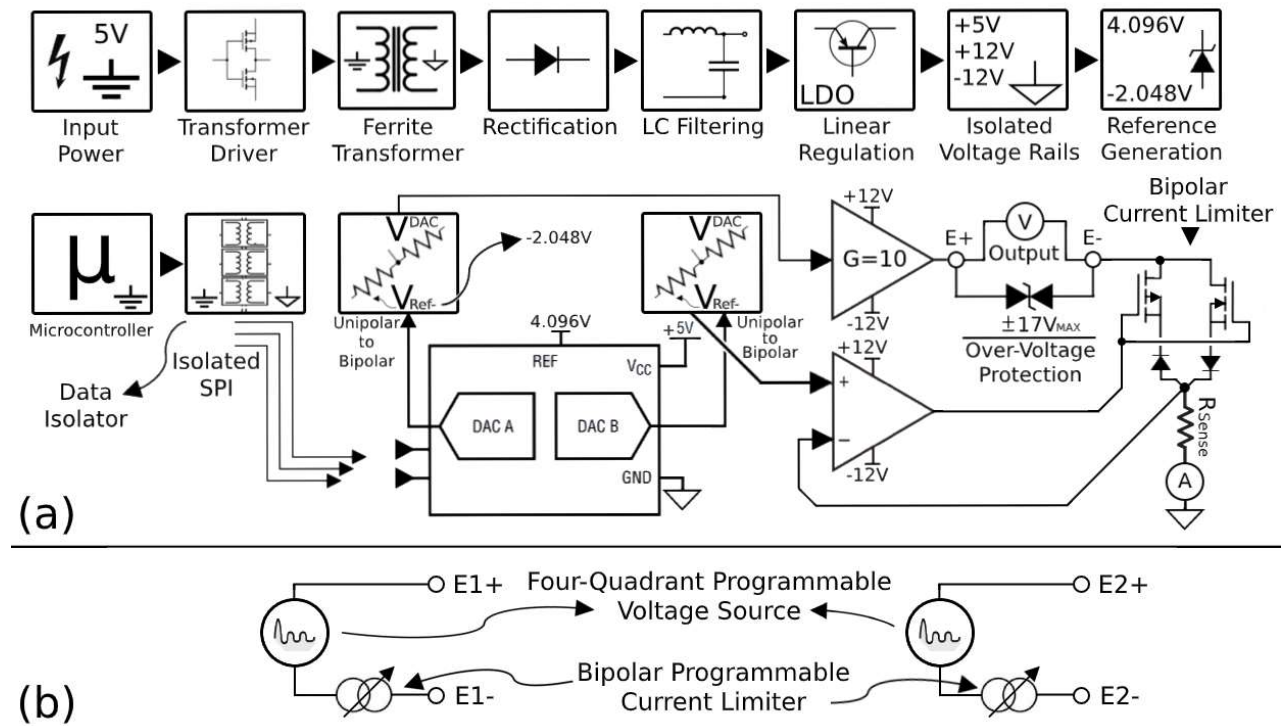 5V
Input
Power
Transformer
Driver
Ferrite
Transformer
Rectification
LC Filtering
LDO
Linear
Regulation
+5V
+12V
-12V
Isolated
Voltage Rails
4.096V
-2.048V
Reference
Generation
μ
Microcontroller
Isolated
SPI
Data
Isolator
VDAC
VRef-
-2.048V
Unipolar
to
Bipolar
4.096V
REF
+5V
VCC
DAC A
DAC B
GND
VDAC
VRef-
Unipolar
to
Bipolar
+12V
G=10
-12V
+12V
+
−
-12V
E+
V
Output
E-
±17VMAX
Over-Voltage
Protection
Bipolar
Current Limiter
RSense
A
(a)
E1+
Four-Quadrant Programmable
Voltage Source
E2+
Bipolar Programmable
Current Limiter
E1-
E2-
(b)